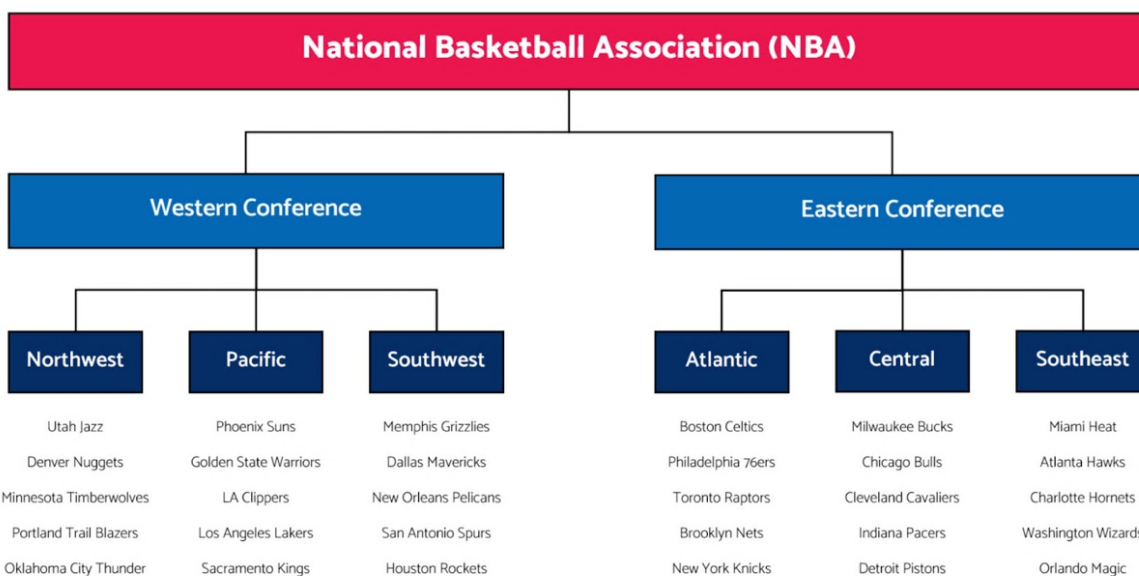 National Basketball Association (NBA)
Western Conference
Eastern Conference
Northwest
Pacific
Southwest
Atlantic
Central
Southeast
Utah Jazz
Phoenix Suns
Memphis Grizzlies
Boston Celtics
Milwaukee Bucks
Miami Heat
Denver Nuggets
Golden State Warriors
Dallas Mavericks
Philadelphia 76ers
Chicago Bulls
Atlanta Hawks
Minnesota Timberwolves
LA Clippers
New Orleans Pelicans
Toronto Raptors
Cleveland Cavaliers
Charlotte Hornets
Portland Trail Blazers
Los Angeles Lakers
San Antonio Spurs
Brooklyn Nets
Indiana Pacers
Washington Wizards
Oklahoma City Thunder
Sacramento Kings
Houston Rockets
New York Knicks
Detroit Pistons
Orlando Magic